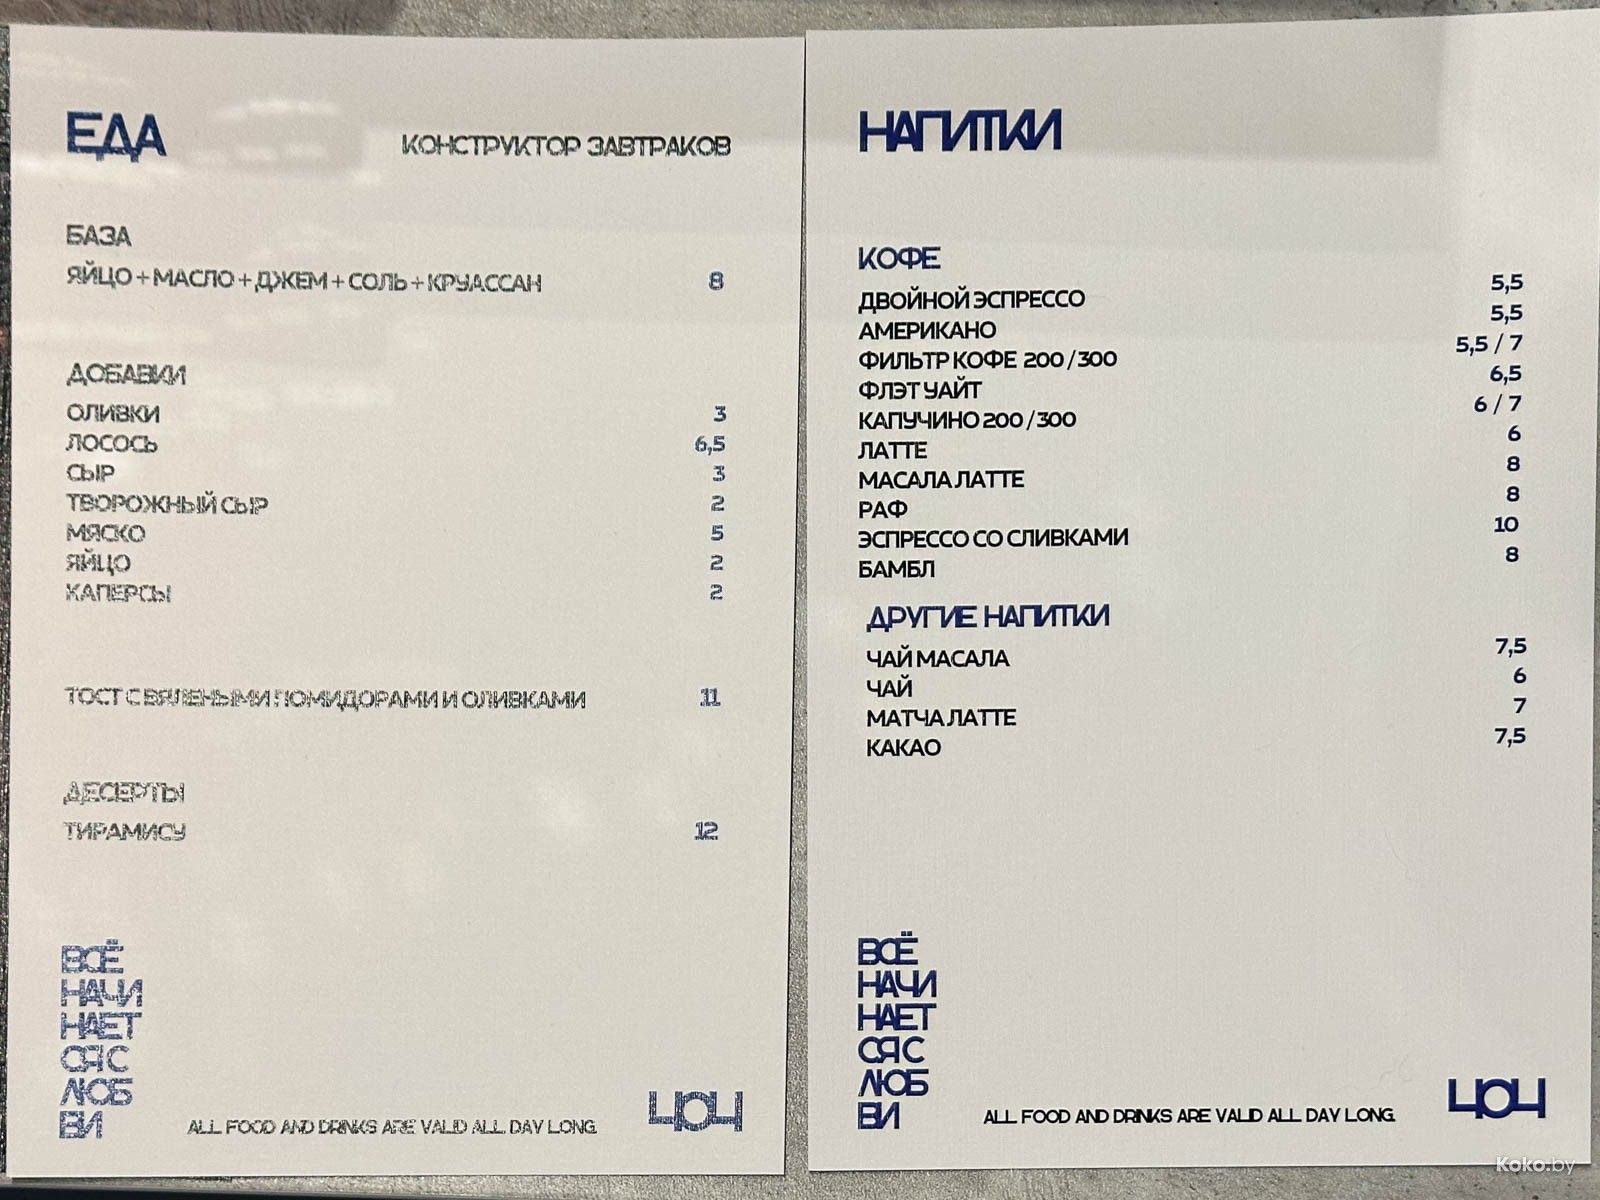 ЕДА
КОНСТРУКТОР ЗАВТРАКОВ
БАЗА
ЯЙЦО + МАСЛО + ДЖЕМ + СОЛЬ + КРУАССАН 8
ДОБАВКИ
ОЛИВКИ 3
ЛОСОСЬ 6,5
СЫР 3
ТВОРОЖНЫЙ СЫР 2
МЯСКО 5
ЯЙЦО 2
КАПЕРСЫ 2
ТОСТ С ВЯЛЕНЫМИ ПОМИДОРАМИ И ОЛИВКАМИ 11
ДЕСЕРТЫ
ТИРАМИСУ 12
ВСЁ
НАЧИ
НАЕТ
СЯ С
ЛЮБ
ВИ
ALL FOOD AND DRINKS ARE VALID ALL DAY LONG.
ЧОЧ
НАПИТКИ
КОФЕ
ДВОЙНОЙ ЭСПРЕССО 5,5
АМЕРИКАНО 5,5
ФИЛЬТР КОФЕ 200 / 300 5,5 / 7
ФЛЭТ УАЙТ 6,5
КАПУЧИНО 200 / 300 6 / 7
ЛАТТЕ 6
МАСАЛА ЛАТТЕ 8
РАФ 8
ЭСПРЕССО СО СЛИВКАМИ 10
БАМБЛ 8
ДРУГИЕ НАПИТКИ
ЧАЙ МАСАЛА 7,5
ЧАЙ 6
МАТЧА ЛАТТЕ 7
КАКАО 7,5
ВСЁ
НАЧИ
НАЕТ
СЯ С
ЛЮБ
ВИ
ALL FOOD AND DRINKS ARE VALID ALL DAY LONG.
ЧОЧ
Koko.by